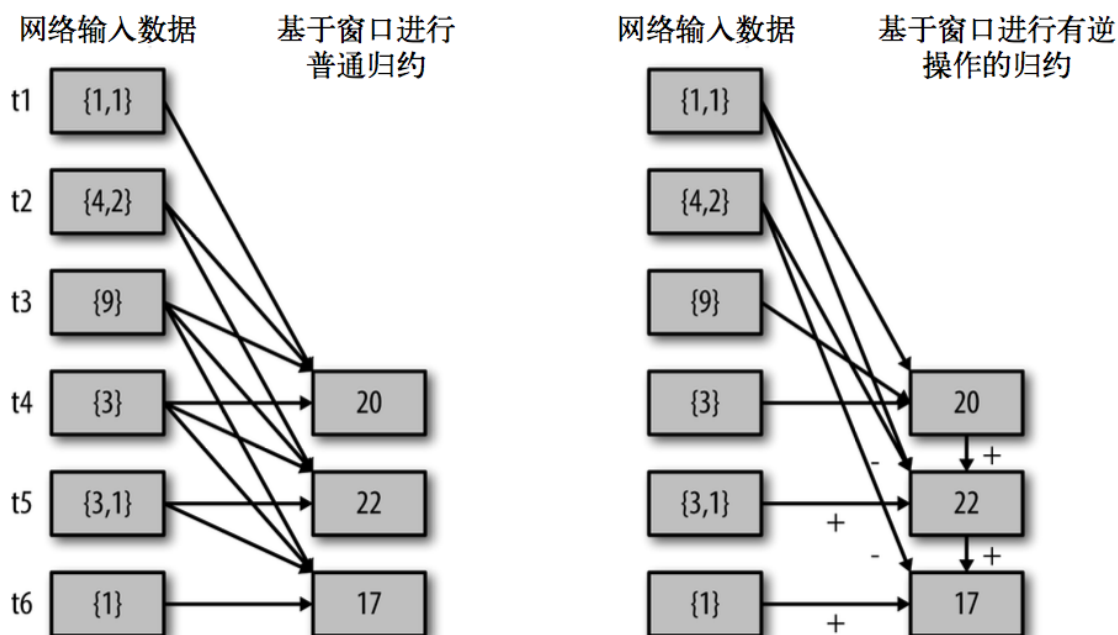 网络输入数据
基于窗口进行
普通归约
网络输入数据
基于窗口进行有逆
操作的归约
t1 {1,1} {1,1}
t2 {4,2} {4,2}
t3 {9} {9}
t4 {3} 20 {3} 20
- +
t5 {3,1} 22 {3,1} 22
+
- +
t6 {1} 17 {1} 17
+